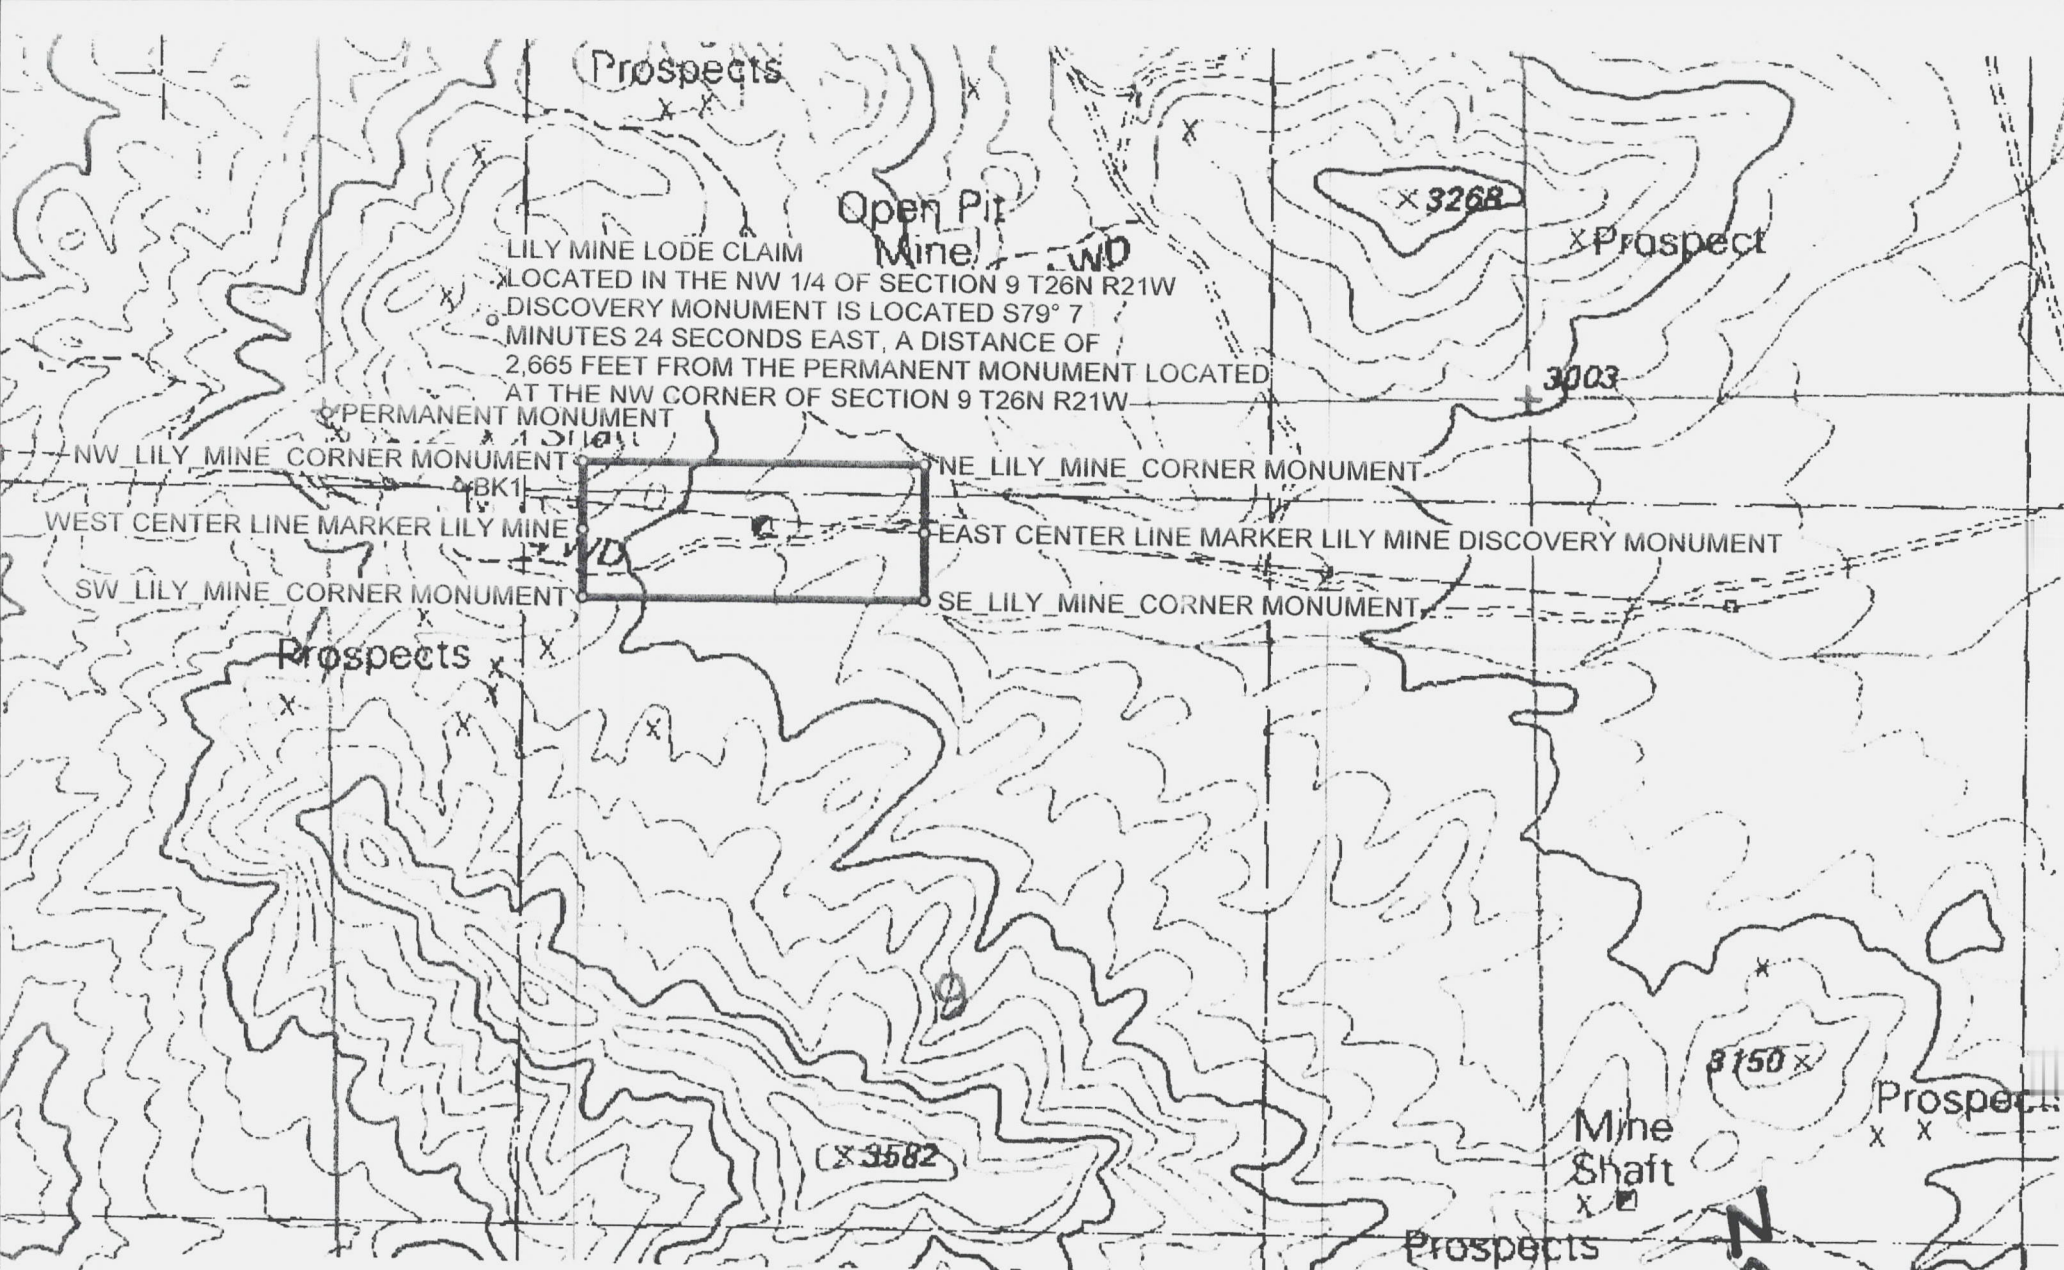 Prospects
Open Pit
Mine
WD
3268
Prospect
LILY MINE LODE CLAIM
LOCATED IN THE NW 1/4 OF SECTION 9 T26N R21W
DISCOVERY MONUMENT IS LOCATED S79° 7
MINUTES 24 SECONDS EAST, A DISTANCE OF
2,665 FEET FROM THE PERMANENT MONUMENT LOCATED
AT THE NW CORNER OF SECTION 9 T26N R21W
3003
PERMANENT MONUMENT
NW_LILY_MINE_CORNER MONUMENT
NE_LILY_MINE_CORNER MONUMENT
BK1
WEST CENTER LINE MARKER LILY MINE
EAST CENTER LINE MARKER LILY MINE DISCOVERY MONUMENT
WD
SW_LILY_MINE_CORNER MONUMENT
SE_LILY_MINE_CORNER MONUMENT
Prospects
9
3150
Prospects
Mine
Shaft
3582
N
Prospects